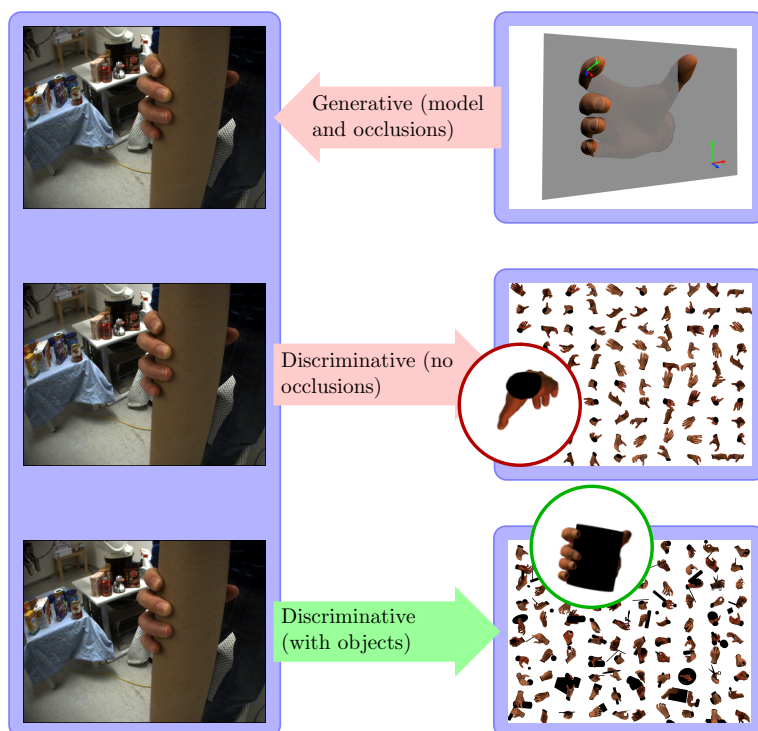 Generative (model
and occlusions)
Discriminative (no
occlusions)
Discriminative
(with objects)